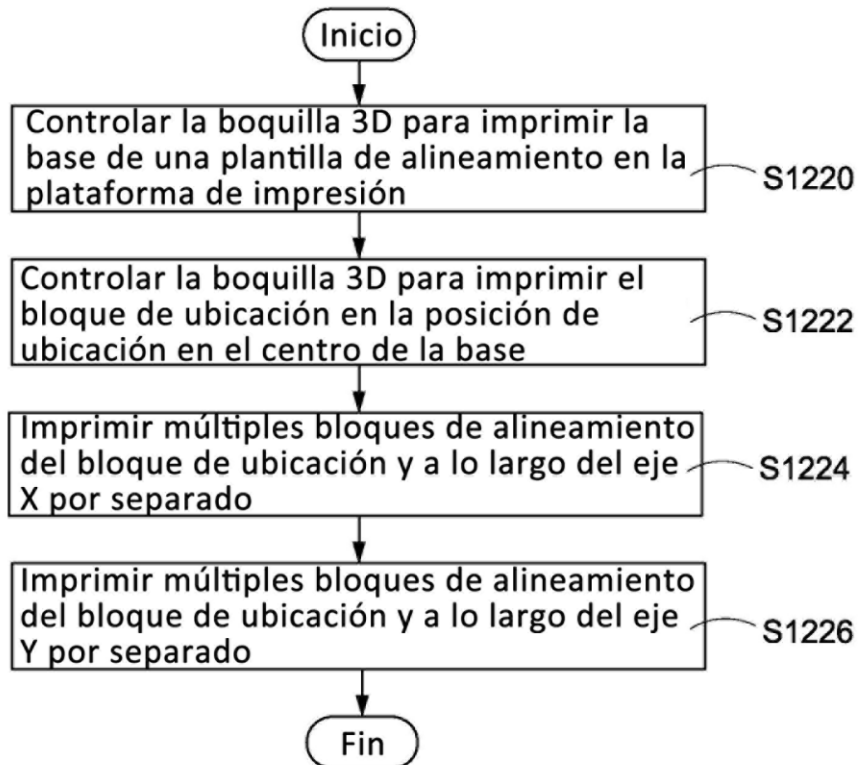 Inicio
Controlar la boquilla 3D para imprimir la
base de una plantilla de alineamiento en la
plataforma de impresión
S1220
Controlar la boquilla 3D para imprimir el
bloque de ubicación en la posición de
ubicación en el centro de la base
S1222
Imprimir múltiples bloques de alineamiento
del bloque de ubicación y a lo largo del eje
X por separado
S1224
Imprimir múltiples bloques de alineamiento
del bloque de ubicación y a lo largo del eje
Y por separado
S1226
Fin